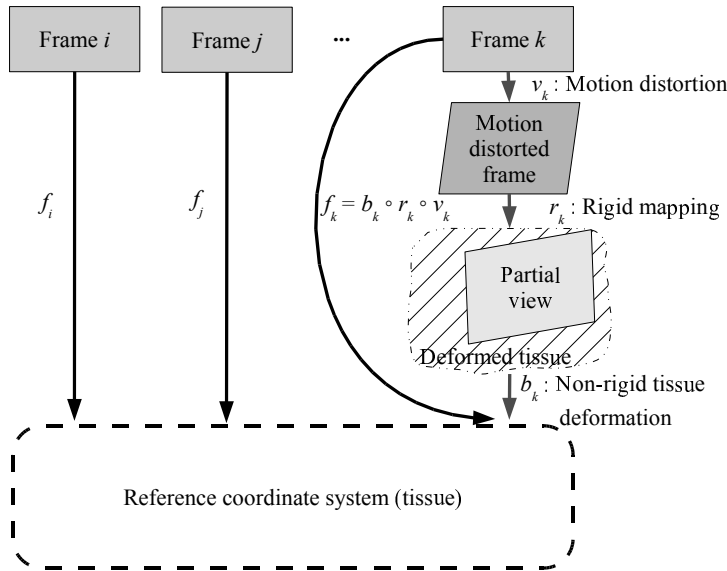 Frame i
Frame j
...
Frame k
v_k : Motion distortion
Motion
distorted
frame
f_i
f_j
f_k = b_k ∘ r_k ∘ v_k
r_k : Rigid mapping
Partial
view
Deformed tissue
b_k : Non-rigid tissue
deformation
Reference coordinate system (tissue)